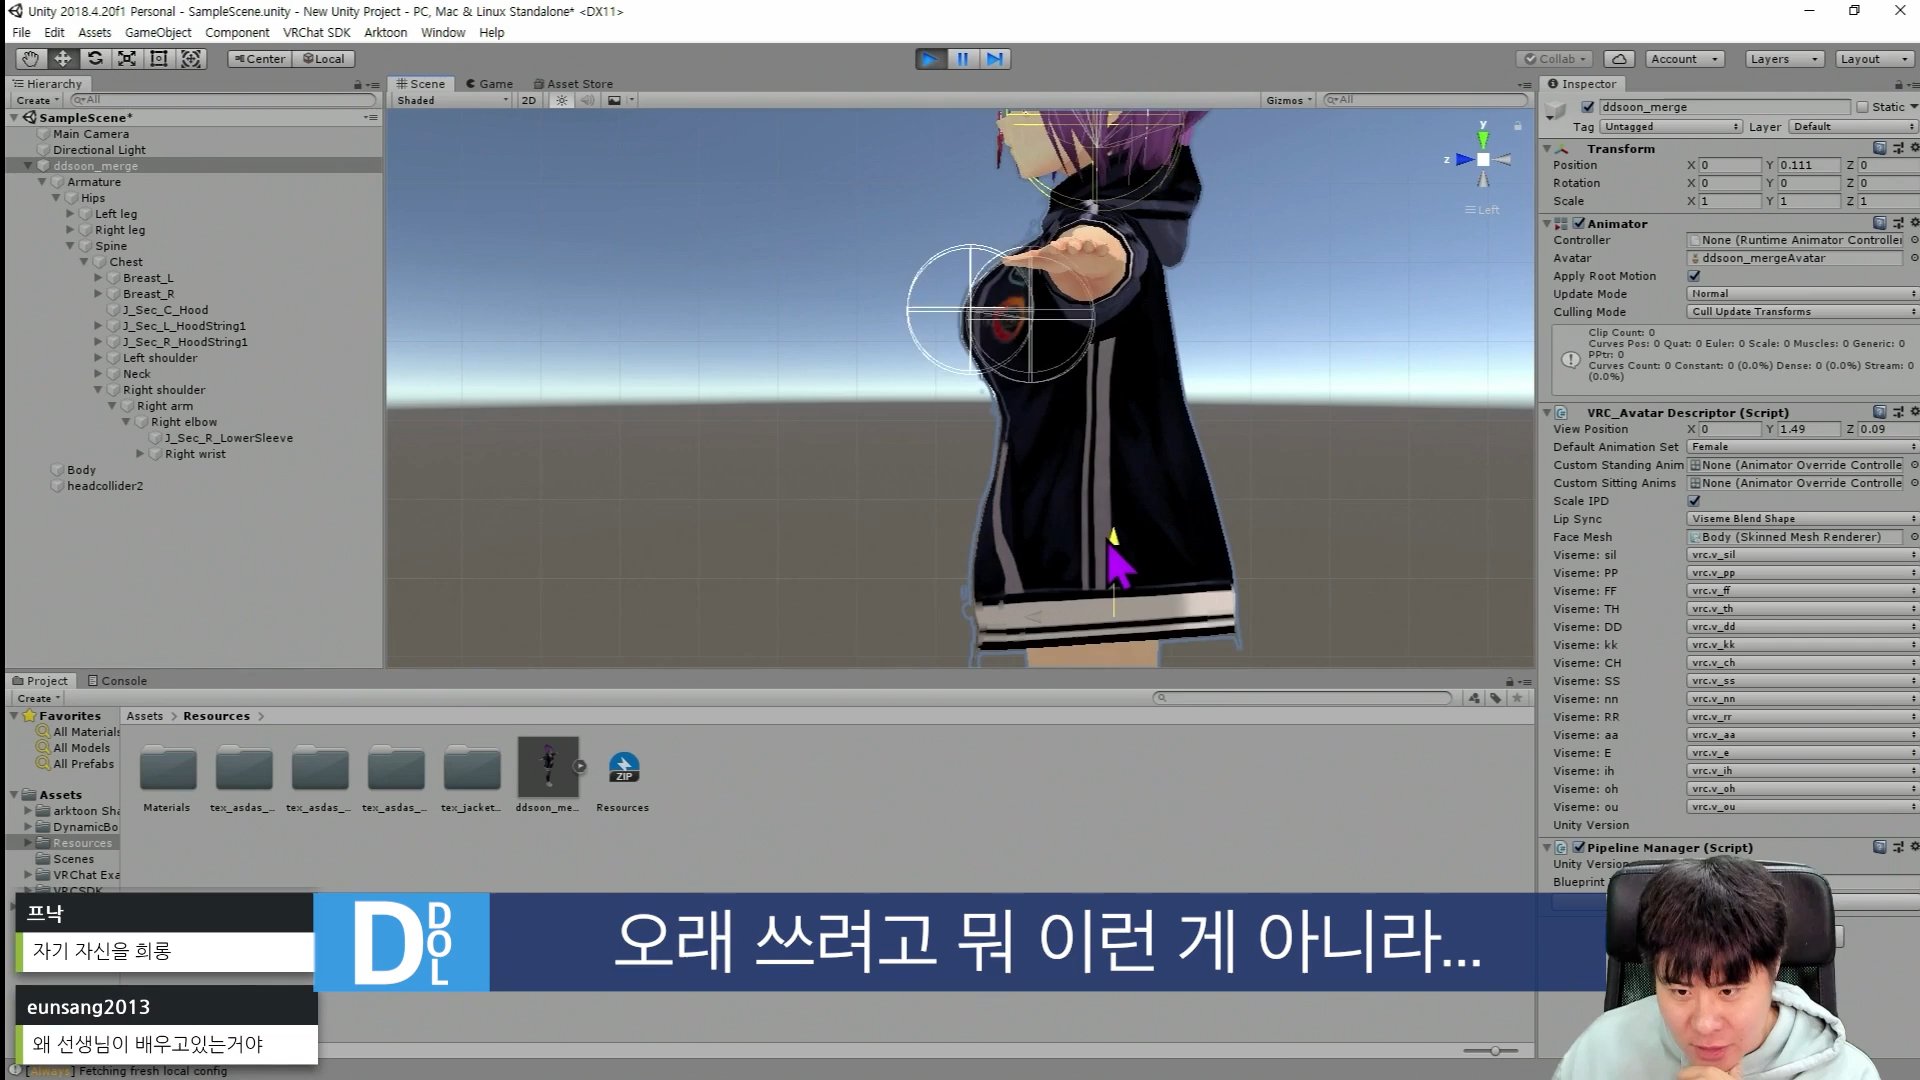 Unity 2018.4.20f1 Personal - SampleScene.unity - New Unity Project - PC, Mac & Linux Standalone* <DX11>
File Edit Assets GameObject Component VRChat SDK Arktoon Window Help
Center Local
Collab Account Layers Layout
Hierarchy
Create All
SampleScene*
Main Camera
Directional Light
ddsoon_merge
Armature
Hips
Left leg
Right leg
Spine
Chest
Breast_L
Breast_R
J_Sec_C_Hood
J_Sec_L_HoodString1
J_Sec_R_HoodString1
Left shoulder
Neck
Right shoulder
Right arm
Right elbow
J_Sec_R_LowerSleeve
Right wrist
Body
headcollider2
Scene Game Asset Store
Shaded 2D Gizmos All
y
z
Left
Inspector
ddsoon_merge Static
Tag Untagged Layer Default
Transform
Position X 0 Y 0.111 Z 0
Rotation X 0 Y 0 Z 0
Scale X 1 Y 1 Z 1
Animator
Controller None (Runtime Animator Controller
Avatar ddsoon_mergeAvatar
Apply Root Motion
Update Mode Normal
Culling Mode Cull Update Transforms
Clip Count: 0
Curves Pos: 0 Quat: 0 Euler: 0 Scale: 0 Muscles: 0 Generic: 0
PPtr: 0
Curves Count: 0 Constant: 0 (0.0%) Dense: 0 (0.0%) Stream: 0
(0.0%)
VRC_Avatar Descriptor (Script)
View Position X 0 Y 1.49 Z 0.09
Default Animation Set Female
Custom Standing Anim None (Animator Override Controlle
Custom Sitting Anims None (Animator Override Controlle
Scale IPD
Lip Sync Viseme Blend Shape
Face Mesh Body (Skinned Mesh Renderer)
Viseme: sil vrc.v_sil
Viseme: PP vrc.v_pp
Viseme: FF vrc.v_ff
Viseme: TH vrc.v_th
Viseme: DD vrc.v_dd
Viseme: kk vrc.v_kk
Viseme: CH vrc.v_ch
Viseme: SS vrc.v_ss
Viseme: nn vrc.v_nn
Viseme: RR vrc.v_rr
Viseme: aa vrc.v_aa
Viseme: E vrc.v_e
Viseme: ih vrc.v_ih
Viseme: oh vrc.v_oh
Viseme: ou vrc.v_ou
Unity Version
Pipeline Manager (Script)
Unity Versio
Blueprint
Project Console
Create
Favorites
All Materials
All Models
All Prefabs
Assets
arktoon Sha
DynamicBo
Resources
Scenes
VRChat Exa
VRCSDK
Assets > Resources >
Materials tex_asdas_... tex_asdas_... tex_asdas_... tex_jacket... ddsoon_me... Resources
ZIP
프낙
자기 자신을 희롱
DDOL
오래 쓰려고 뭐 이런 게 아니라...
eunsang2013
왜 선생님이 배우고있는거야
[Always] Fetching fresh local config